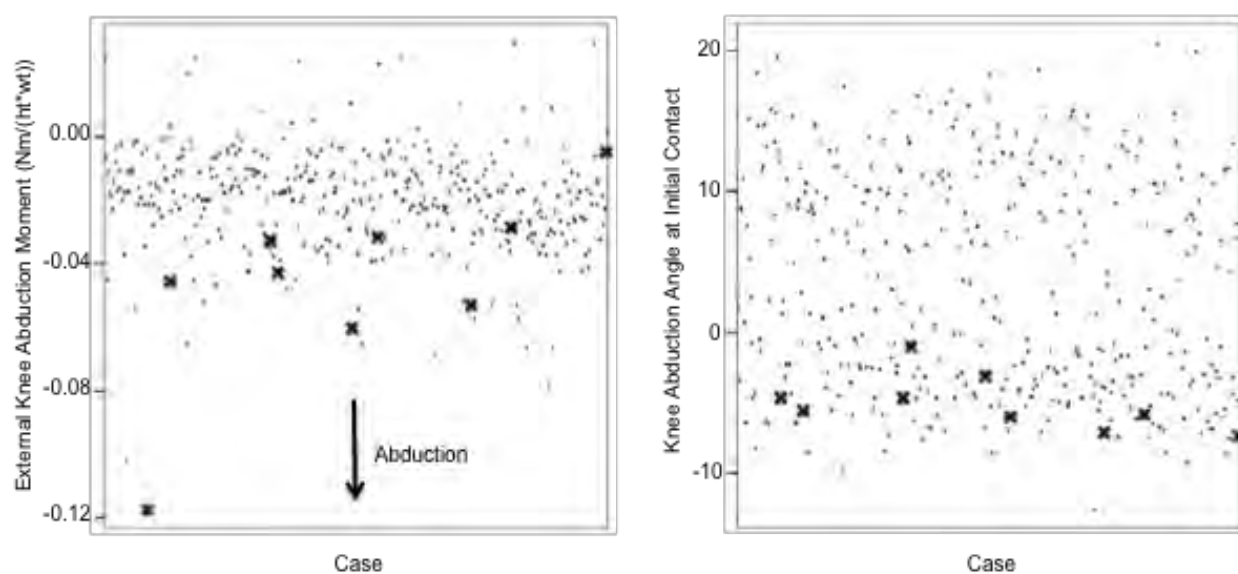 External Knee Abduction Moment (Nm/(ht*wt))
0.00
-0.04
-0.08
-0.12
Abduction
Case
Knee Abduction Angle at Initial Contact
20
10
0
-10
Case